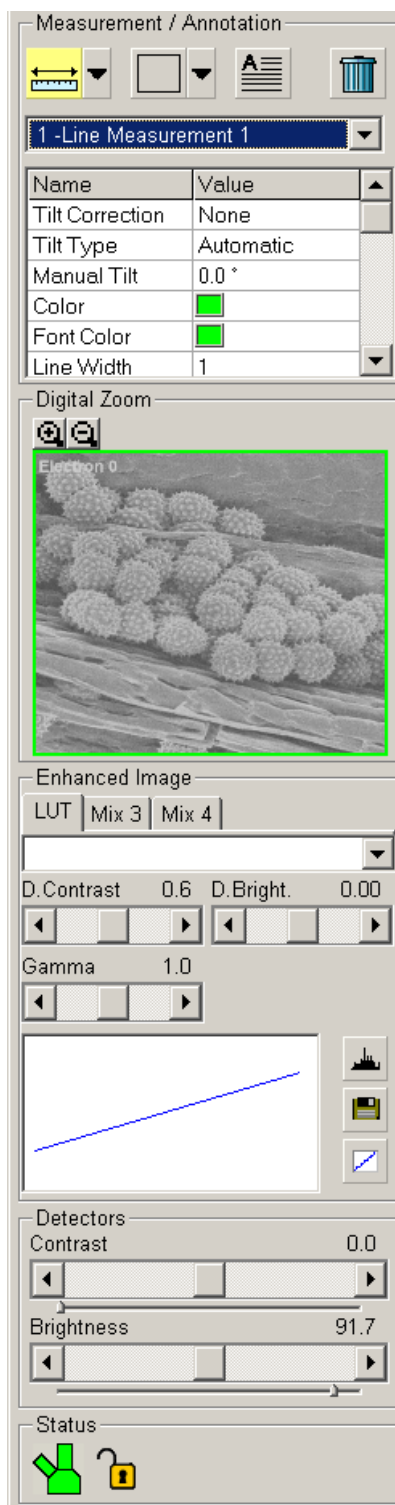 Measurement / Annotation
A
1 -Line Measurement 1
Name Value
Tilt Correction None
Tilt Type Automatic
Manual Tilt 0.0 °
Color
Font Color
Line Width 1
Digital Zoom
Electron 0
Enhanced Image
LUT Mix 3 Mix 4
D.Contrast 0.6 D.Bright. 0.00
Gamma 1.0
Detectors
Contrast 0.0
Brightness 91.7
Status